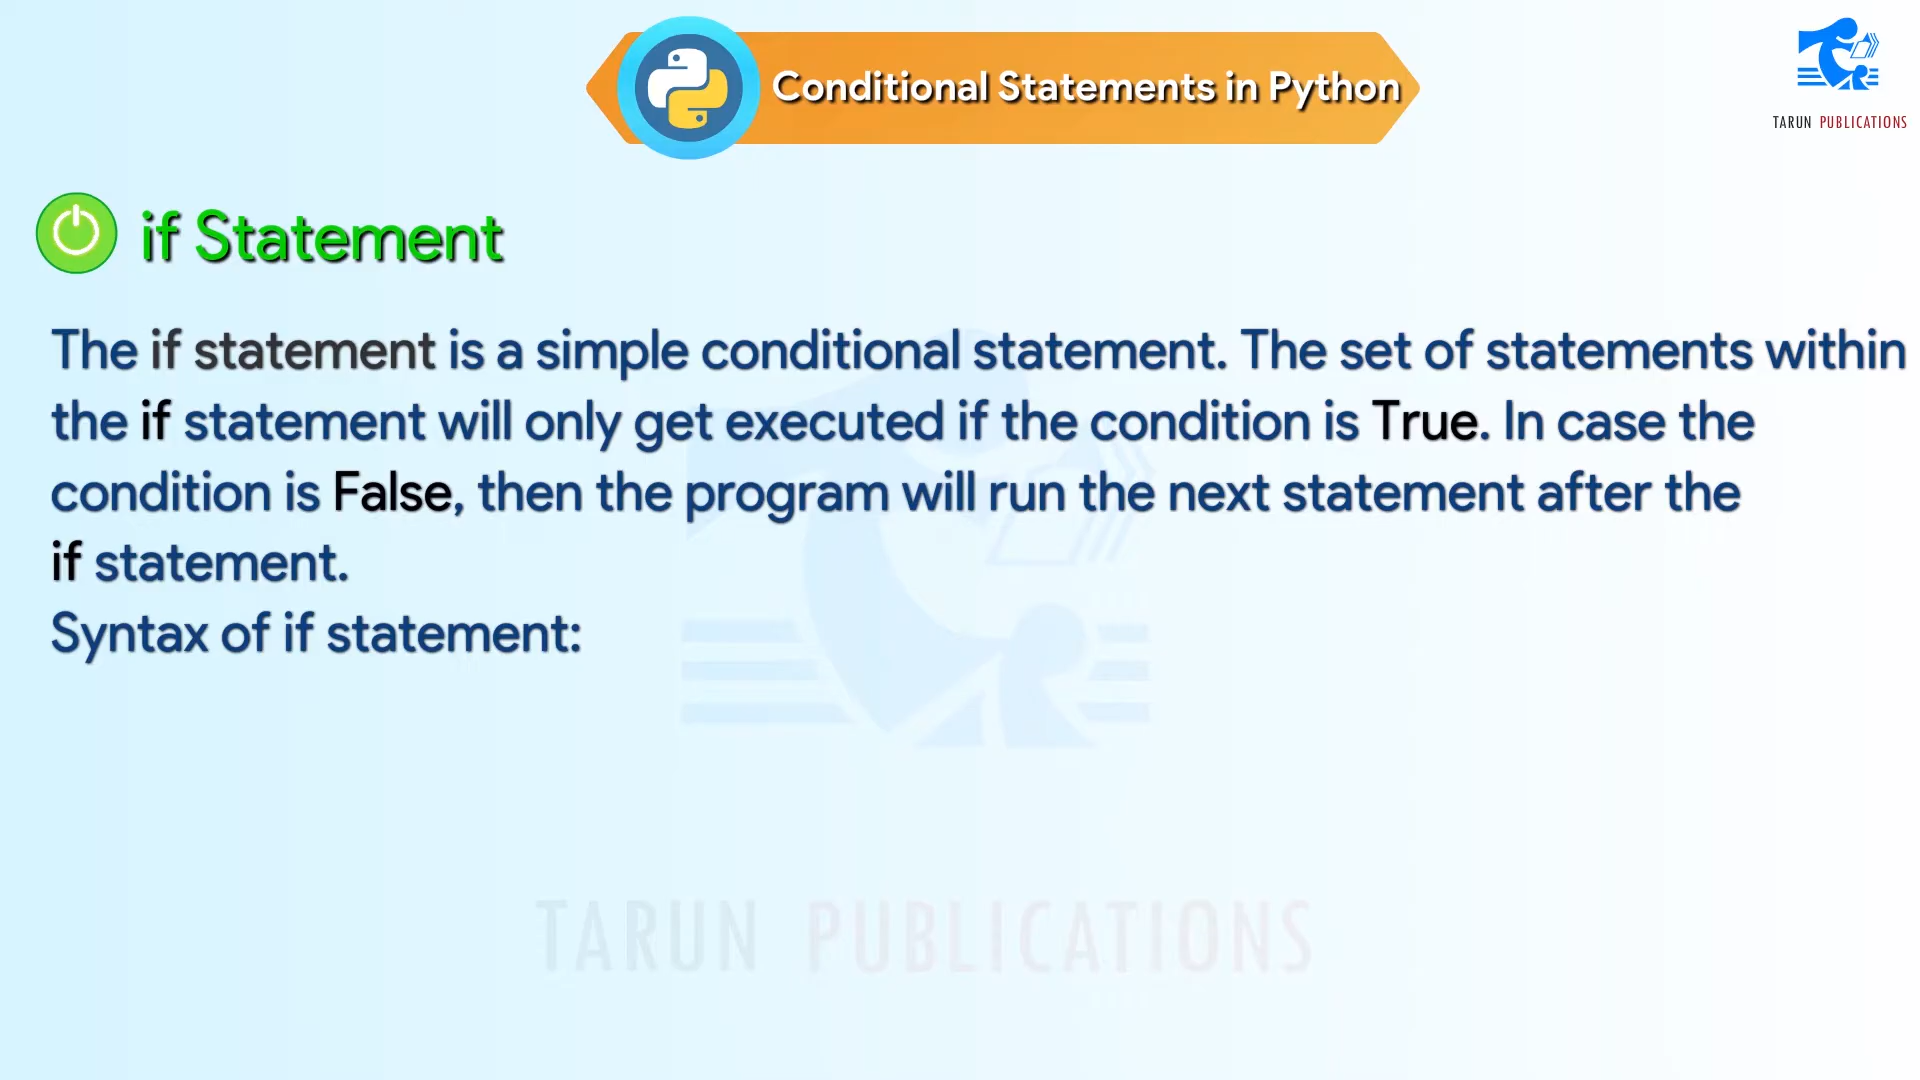 Conditional Statements in Python
TARUN PUBLICATIONS
if Statement
The if statement is a simple conditional statement. The set of statements within
the if statement will only get executed if the condition is True. In case the
condition is False, then the program will run the next statement after the
if statement.
Syntax of if statement:
TARUN PUBLICATIONS